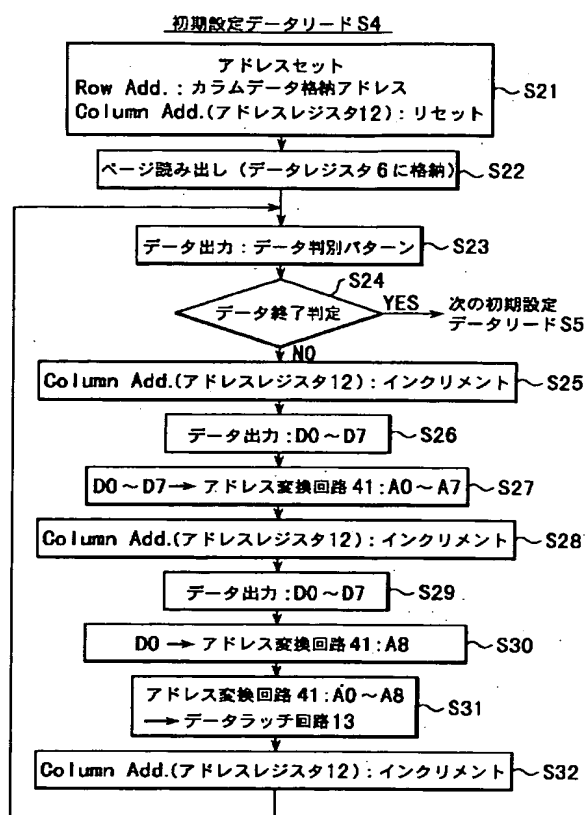 初期設定データリードS4
アドレスセット
Row Add.：カラムデータ格納アドレス
Column Add.(アドレスレジスタ12)：リセット
S21
ページ読み出し（データレジスタ6に格納）
S22
データ出力：データ判別パターン
S23
S24
データ終了判定
YES
次の初期設定
データリードS5
NO
Column Add.(アドレスレジスタ12)：インクリメント
S25
データ出力：D0～D7
S26
D0～D7→アドレス変換回路41：A0～A7
S27
Column Add.(アドレスレジスタ12)：インクリメント
S28
データ出力：D0～D7
S29
D0→アドレス変換回路41：A8
S30
アドレス変換回路41：A0～A8
→データラッチ回路13
S31
Column Add.(アドレスレジスタ12)：インクリメント
S32